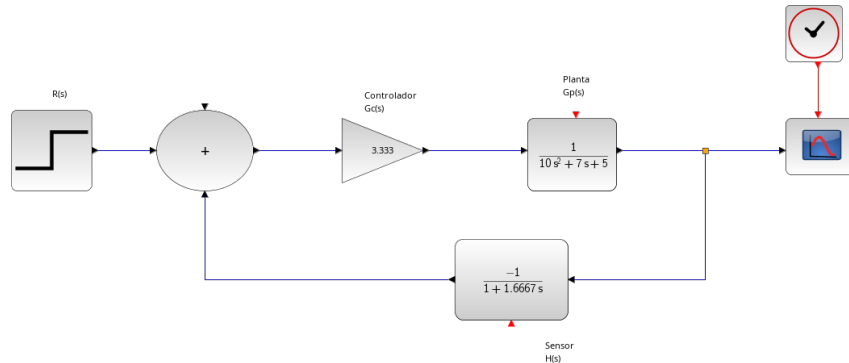 R(s)
+
Controlador
Gc(s)
3.333
Planta
Gp(s)
1
10 s² + 7 s + 5
−1
1 + 1.6667 s
Sensor
H(s)